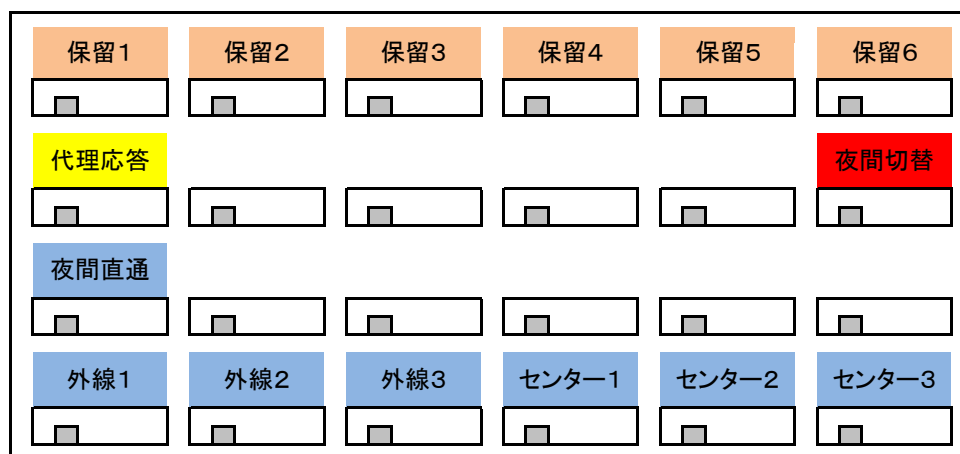 保留1 保留2 保留3 保留4 保留5 保留6
代理応答 夜間切替
夜間直通
外線1 外線2 外線3 センター1 センター2 センター3